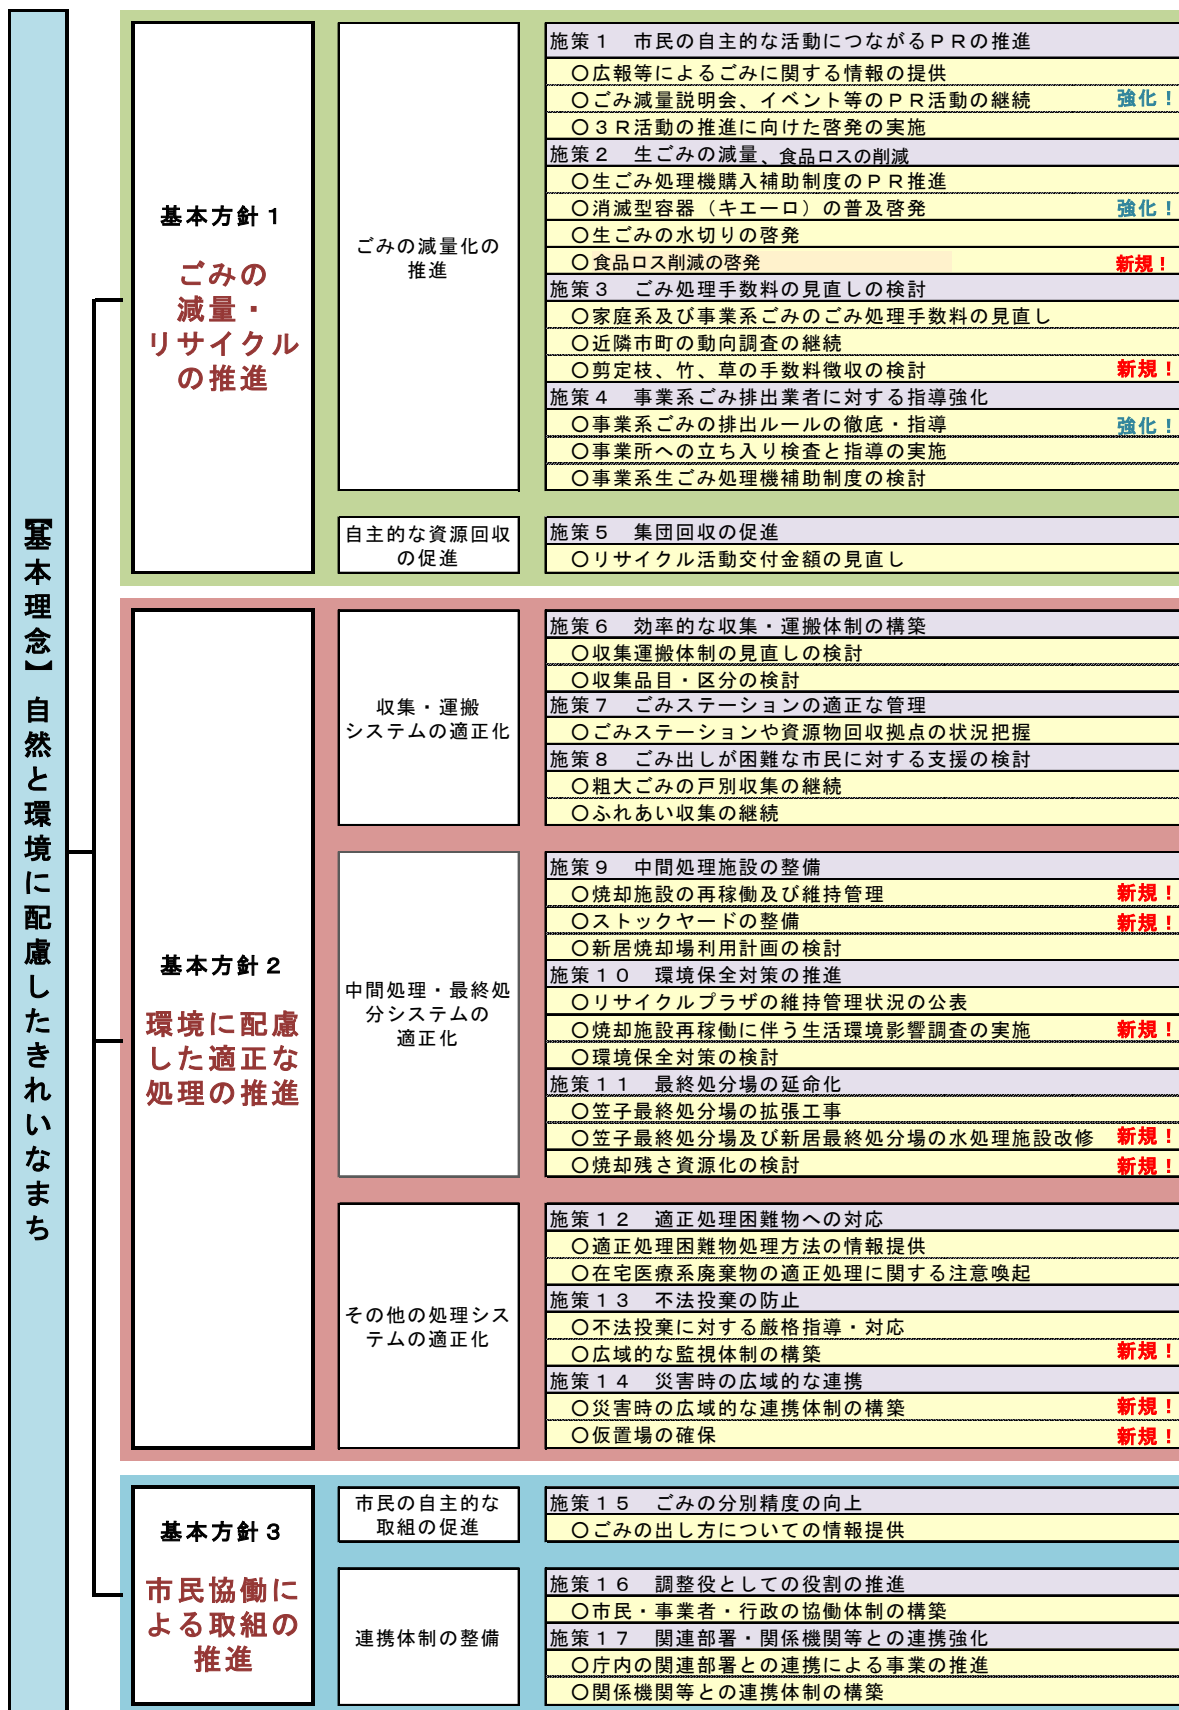 【基本理念】自然と環境に配慮したきれいなまち
基本方針1
ごみの
減量・
リサイクル
の推進
ごみの減量化の
推進
施策1　市民の自主的な活動につながるPRの推進
○広報等によるごみに関する情報の提供
○ごみ減量説明会、イベント等のPR活動の継続　強化！
○3R活動の推進に向けた啓発の実施
施策2　生ごみの減量、食品ロスの削減
○生ごみ処理機購入補助制度のPR推進
○消滅型容器（キエーロ）の普及啓発　強化！
○生ごみの水切りの啓発
○食品ロス削減の啓発　新規！
施策3　ごみ処理手数料の見直しの検討
○家庭系及び事業系ごみのごみ処理手数料の見直し
○近隣市町の動向調査の継続
○剪定枝、竹、草の手数料徴収の検討　新規！
施策4　事業系ごみ排出業者に対する指導強化
○事業系ごみの排出ルールの徹底・指導　強化！
○事業所への立ち入り検査と指導の実施
○事業系生ごみ処理機補助制度の検討
自主的な資源回収
の促進
施策5　集団回収の促進
○リサイクル活動交付金額の見直し
基本方針2
環境に配慮
した適正な
処理の推進
収集・運搬
システムの適正化
施策6　効率的な収集・運搬体制の構築
○収集運搬体制の見直しの検討
○収集品目・区分の検討
施策7　ごみステーションの適正な管理
○ごみステーションや資源物回収拠点の状況把握
施策8　ごみ出しが困難な市民に対する支援の検討
○粗大ごみの戸別収集の継続
○ふれあい収集の継続
中間処理・最終処
分システムの
適正化
施策9　中間処理施設の整備
○焼却施設の再稼働及び維持管理　新規！
○ストックヤードの整備　新規！
○新居焼却場利用計画の検討
施策10　環境保全対策の推進
○リサイクルプラザの維持管理状況の公表
○焼却施設再稼働に伴う生活環境影響調査の実施　新規！
○環境保全対策の検討
施策11　最終処分場の延命化
○笠子最終処分場の拡張工事
○笠子最終処分場及び新居最終処分場の水処理施設改修　新規！
○焼却残さ資源化の検討　新規！
その他の処理シス
テムの適正化
施策12　適正処理困難物への対応
○適正処理困難物処理方法の情報提供
○在宅医療系廃棄物の適正処理に関する注意喚起
施策13　不法投棄の防止
○不法投棄に対する厳格指導・対応
○広域的な監視体制の構築　新規！
施策14　災害時の広域的な連携
○災害時の広域的な連携体制の構築　新規！
○仮置場の確保　新規！
基本方針3
市民協働に
よる取組の
推進
市民の自主的な
取組の促進
施策15　ごみの分別精度の向上
○ごみの出し方についての情報提供
連携体制の整備
施策16　調整役としての役割の推進
○市民・事業者・行政の協働体制の構築
施策17　関連部署・関係機関等との連携強化
○庁内の関連部署との連携による事業の推進
○関係機関等との連携体制の構築